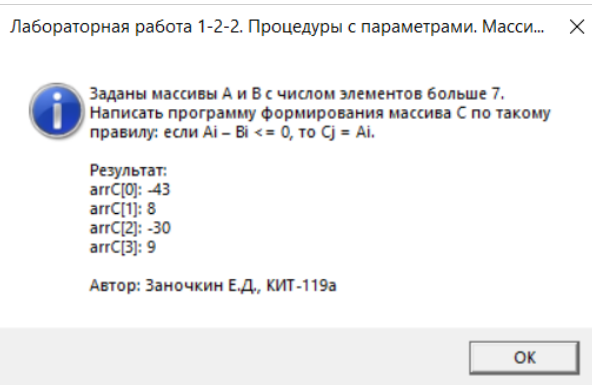 Лабораторная работа 1-2-2. Процедуры с параметрами. Масси...
Заданы массивы А и В с числом элементов больше 7.
Написать программу формирования массива С по такому
правилу: если Ai – Bi <= 0, то Cj = Ai.
Результат:
arrC[0]: -43
arrC[1]: 8
arrC[2]: -30
arrC[3]: 9
Автор: Заночкин Е.Д., КИТ-119а
OK